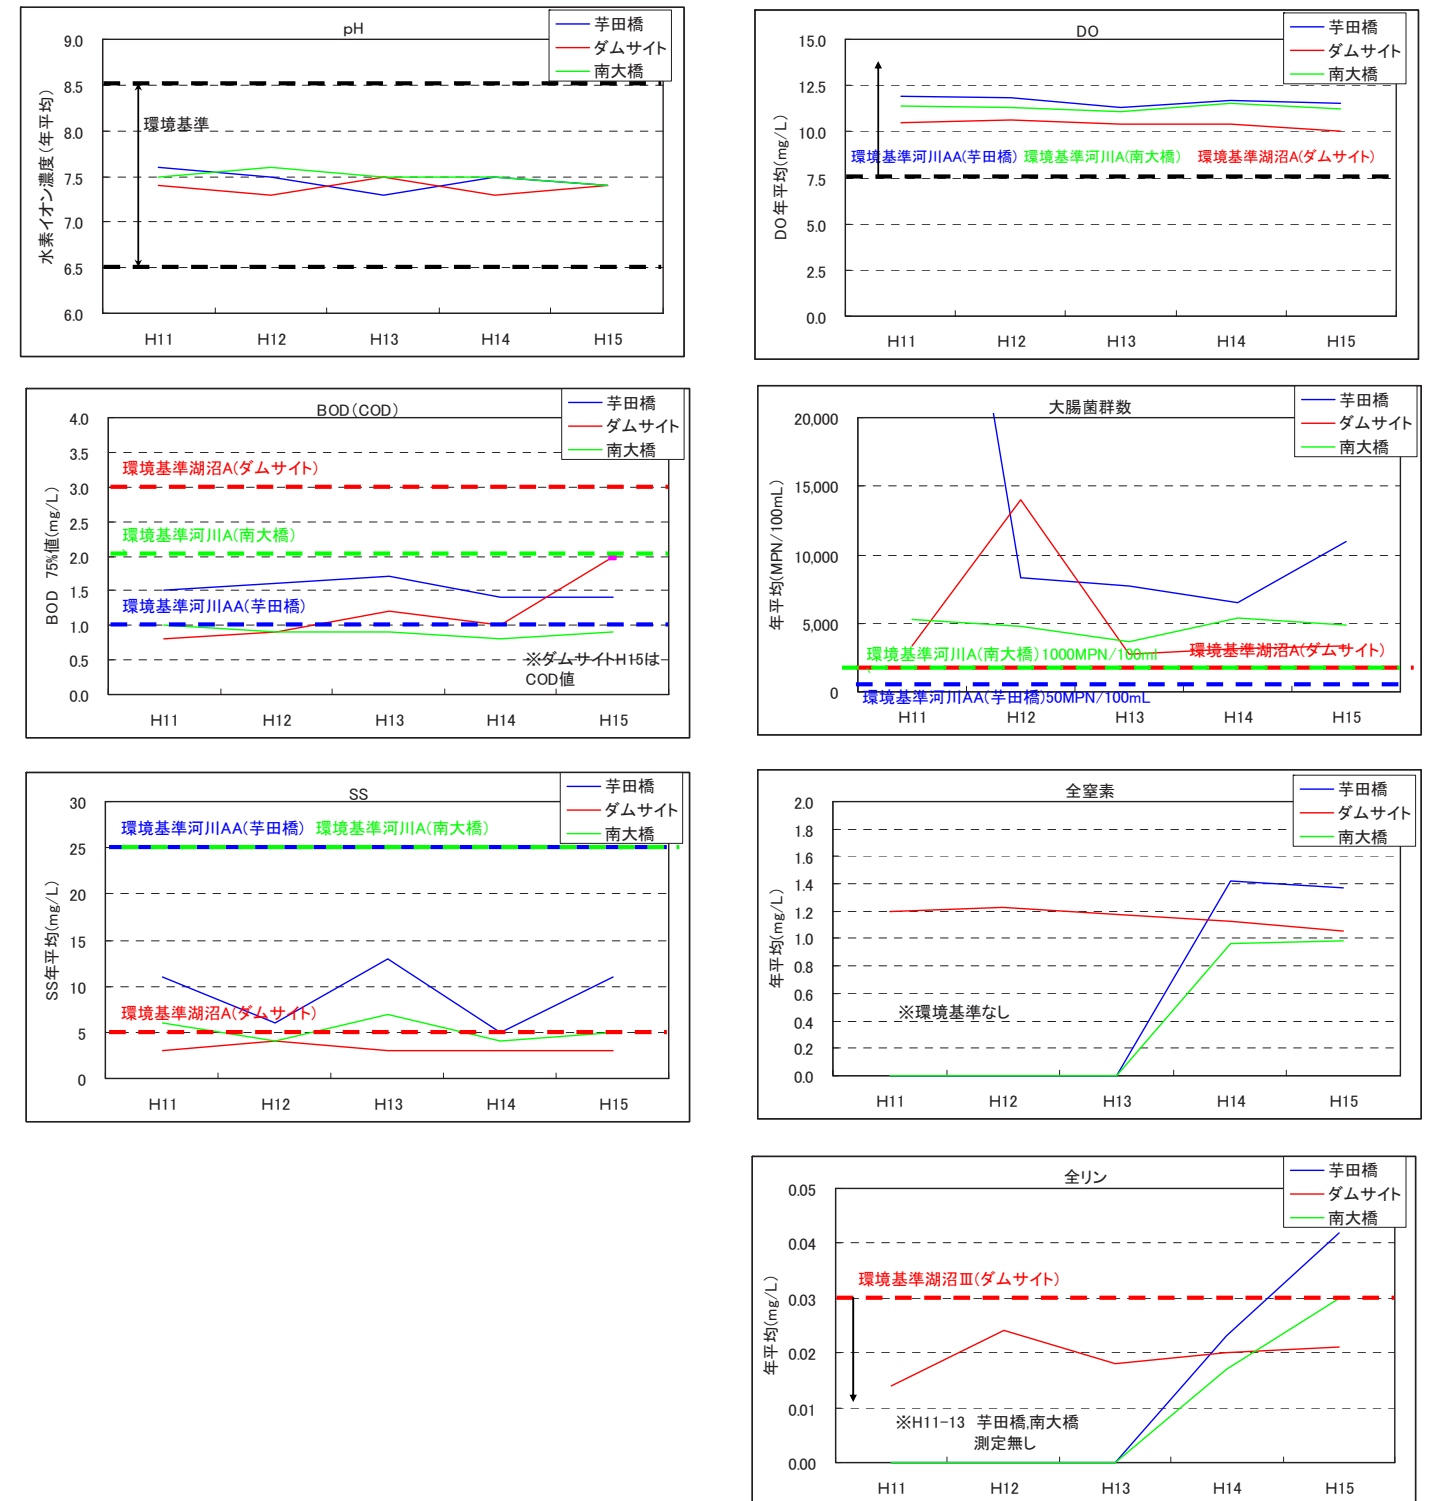 pH
芋田橋
ダムサイト
南大橋
水素イオン濃度(年平均)
9.0
8.5
8.0
7.5
7.0
6.5
6.0
環境基準
H11 H12 H13 H14 H15
DO
芋田橋
ダムサイト
南大橋
DO年平均(mg/L)
15.0
12.5
10.0
7.5
5.0
2.5
0.0
環境基準河川AA(芋田橋) 環境基準河川A(南大橋) 環境基準湖沼A(ダムサイト)
H11 H12 H13 H14 H15
BOD(COD)
芋田橋
ダムサイト
南大橋
BOD 75%値(mg/L)
4.0
3.5
3.0
2.5
2.0
1.5
1.0
0.5
0.0
環境基準湖沼A(ダムサイト)
環境基準河川A(南大橋)
環境基準河川AA(芋田橋)
※ダムサイトH15は
COD値
H11 H12 H13 H14 H15
大腸菌群数
芋田橋
ダムサイト
南大橋
年平均(MPN/100mL)
20,000
15,000
10,000
5,000
0
環境基準河川A(南大橋)1000MPN/100ml 環境基準湖沼A(ダムサイト)
環境基準河川AA(芋田橋)50MPN/100mL
H11 H12 H13 H14 H15
SS
芋田橋
ダムサイト
南大橋
SS年平均(mg/L)
30
25
20
15
10
5
0
環境基準河川AA(芋田橋) 環境基準河川A(南大橋)
環境基準湖沼A(ダムサイト)
H11 H12 H13 H14 H15
全窒素
芋田橋
ダムサイト
南大橋
年平均(mg/L)
2.0
1.8
1.6
1.4
1.2
1.0
0.8
0.6
0.4
0.2
0.0
※環境基準なし
H11 H12 H13 H14 H15
全リン
芋田橋
ダムサイト
南大橋
年平均(mg/L)
0.05
0.04
0.03
0.02
0.01
0.00
環境基準湖沼Ⅲ(ダムサイト)
※H11-13 芋田橋,南大橋
測定無し
H11 H12 H13 H14 H15